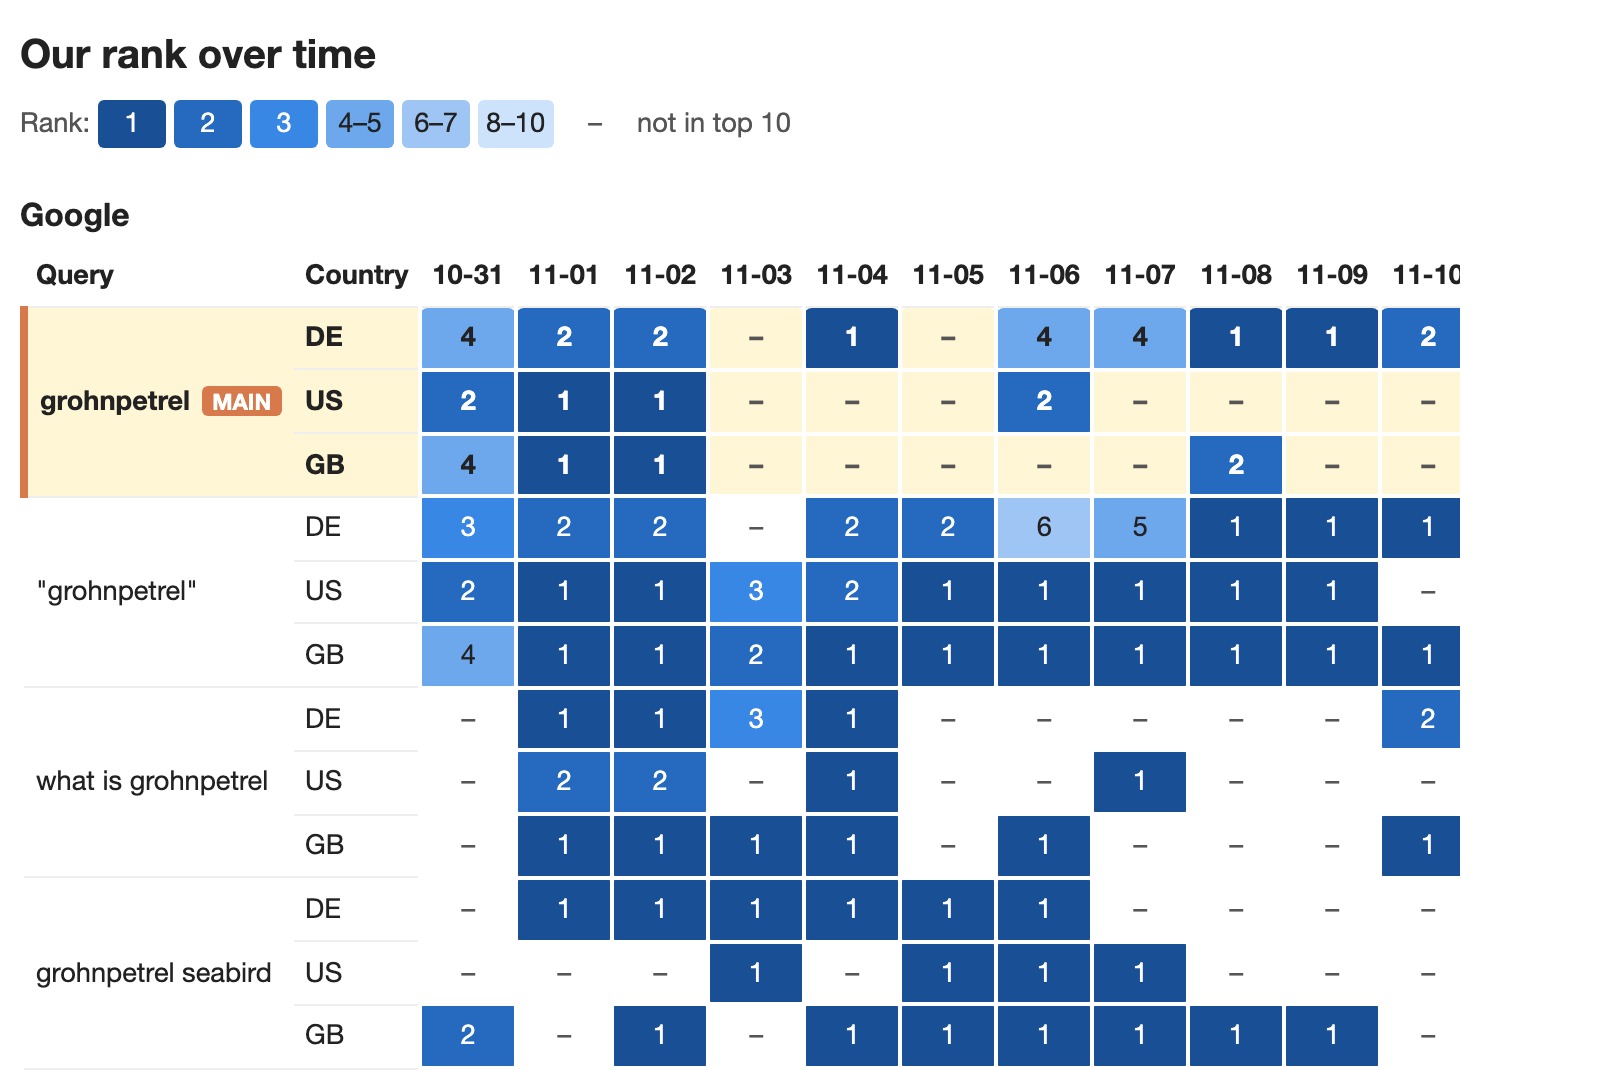 Our rank over time
Rank: 1 2 3 4–5 6–7 8–10 – not in top 10
Google
Query Country 10-31 11-01 11-02 11-03 11-04 11-05 11-06 11-07 11-08 11-09 11-10
DE 4 2 2 – 1 – 4 4 1 1 2
grohnpetrel MAIN US 2 1 1 – – – 2 – – – –
GB 4 1 1 – – – – – 2 – –
DE 3 2 2 – 2 2 6 5 1 1 1
"grohnpetrel" US 2 1 1 3 2 1 1 1 1 1 –
GB 4 1 1 2 1 1 1 1 1 1 1
DE – 1 1 3 1 – – – – – 2
what is grohnpetrel US – 2 2 – 1 – – 1 – – –
GB – 1 1 1 1 – 1 – – – 1
DE – 1 1 1 1 1 1 – – – –
grohnpetrel seabird US – – – 1 – 1 1 1 – – –
GB 2 – 1 – 1 1 1 1 1 1 –